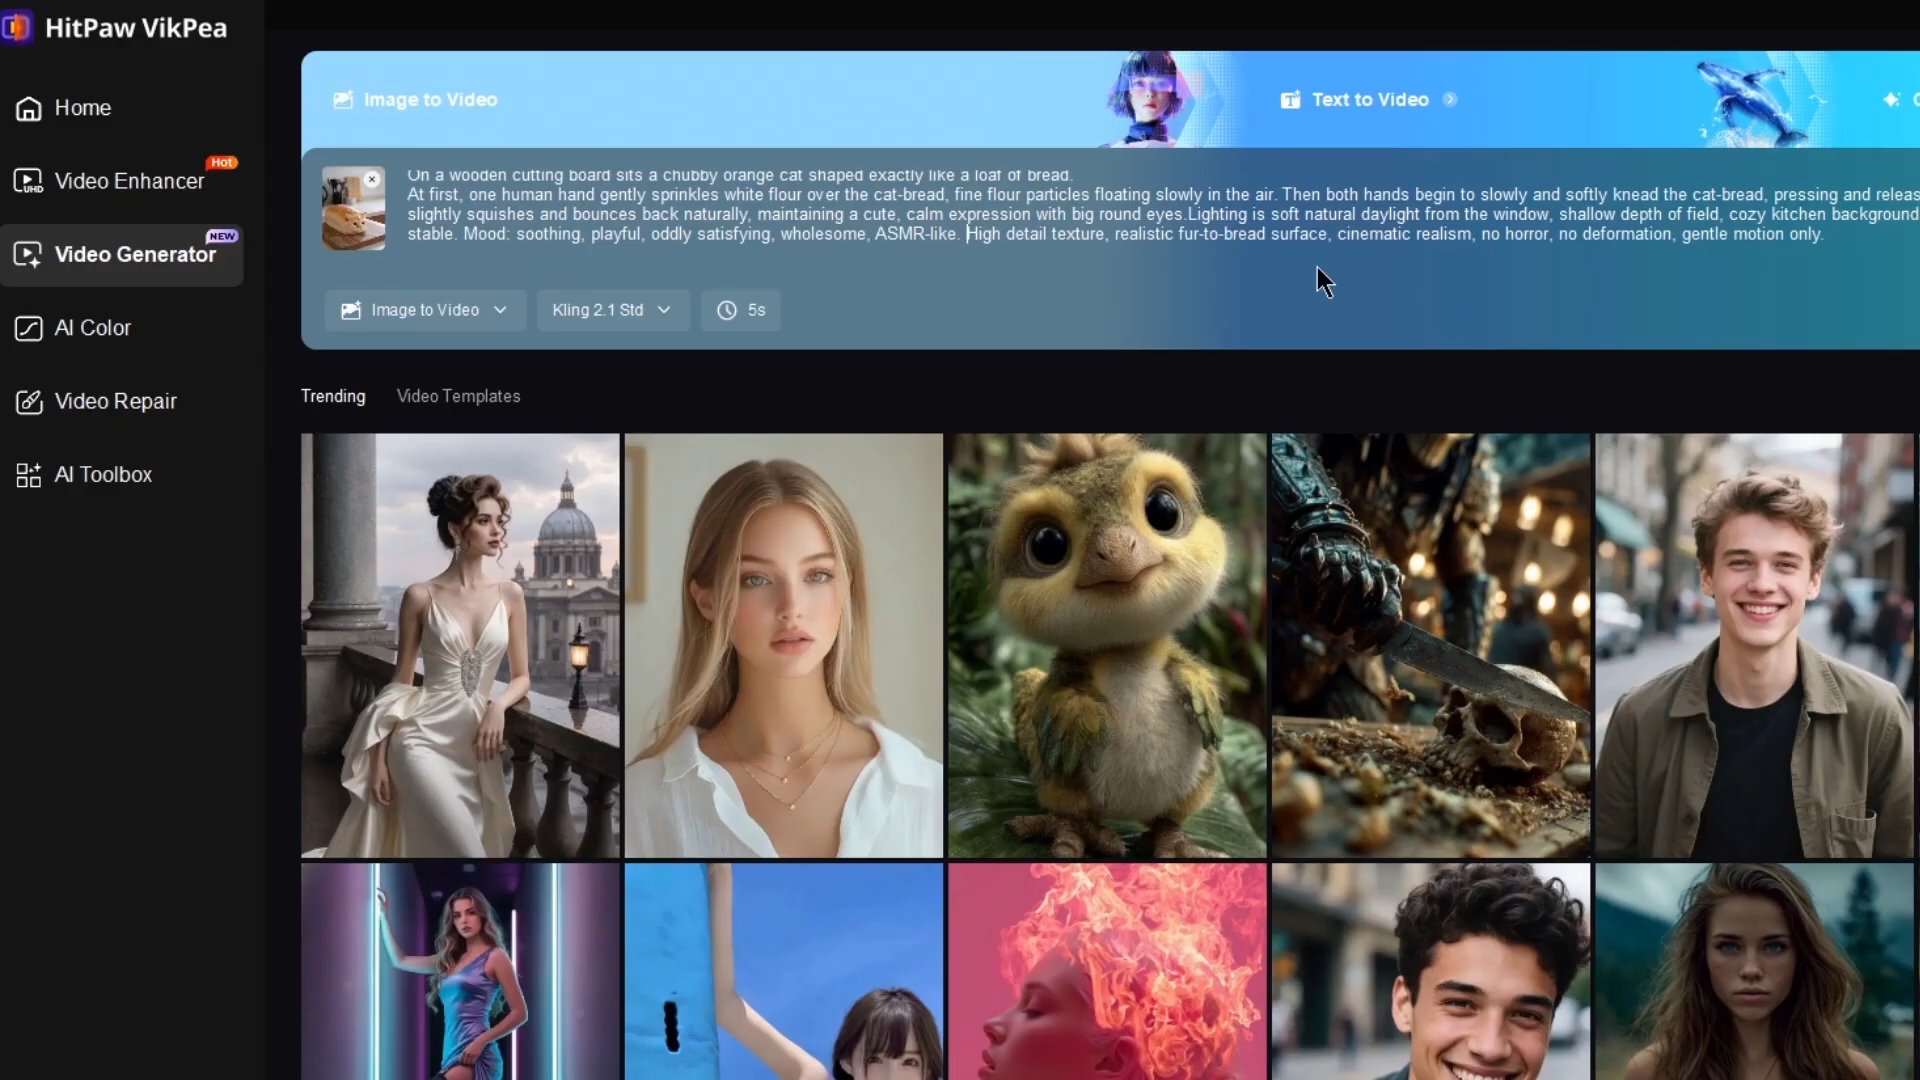 HitPaw VikPea
Home
Hot
Video Enhancer
NEW
Video Generator
AI Color
Video Repair
AI Toolbox
Image to Video
Text to Video
On a wooden cutting board sits a chubby orange cat shaped exactly like a loaf of bread.
At first, one human hand gently sprinkles white flour over the cat-bread, fine flour particles floating slowly in the air. Then both hands begin to slowly and softly knead the cat-bread, pressing and releas
slightly squishes and bounces back naturally, maintaining a cute, calm expression with big round eyes.Lighting is soft natural daylight from the window, shallow depth of field, cozy kitchen background
stable. Mood: soothing, playful, oddly satisfying, wholesome, ASMR-like. High detail texture, realistic fur-to-bread surface, cinematic realism, no horror, no deformation, gentle motion only.
Image to Video
Kling 2.1 Std
5s
Trending
Video Templates